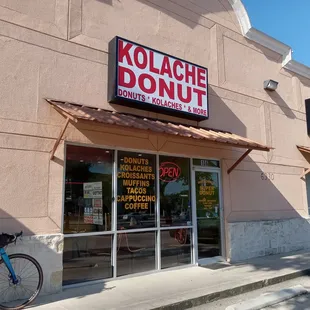 KOLACHE
DONUT
DONUTS * KOLACHES * & MORE
DONUTS
KOLACHES
CROISSANTS
MUFFINS
TACOS
CAPPUCCINO
COFFEE
OPEN